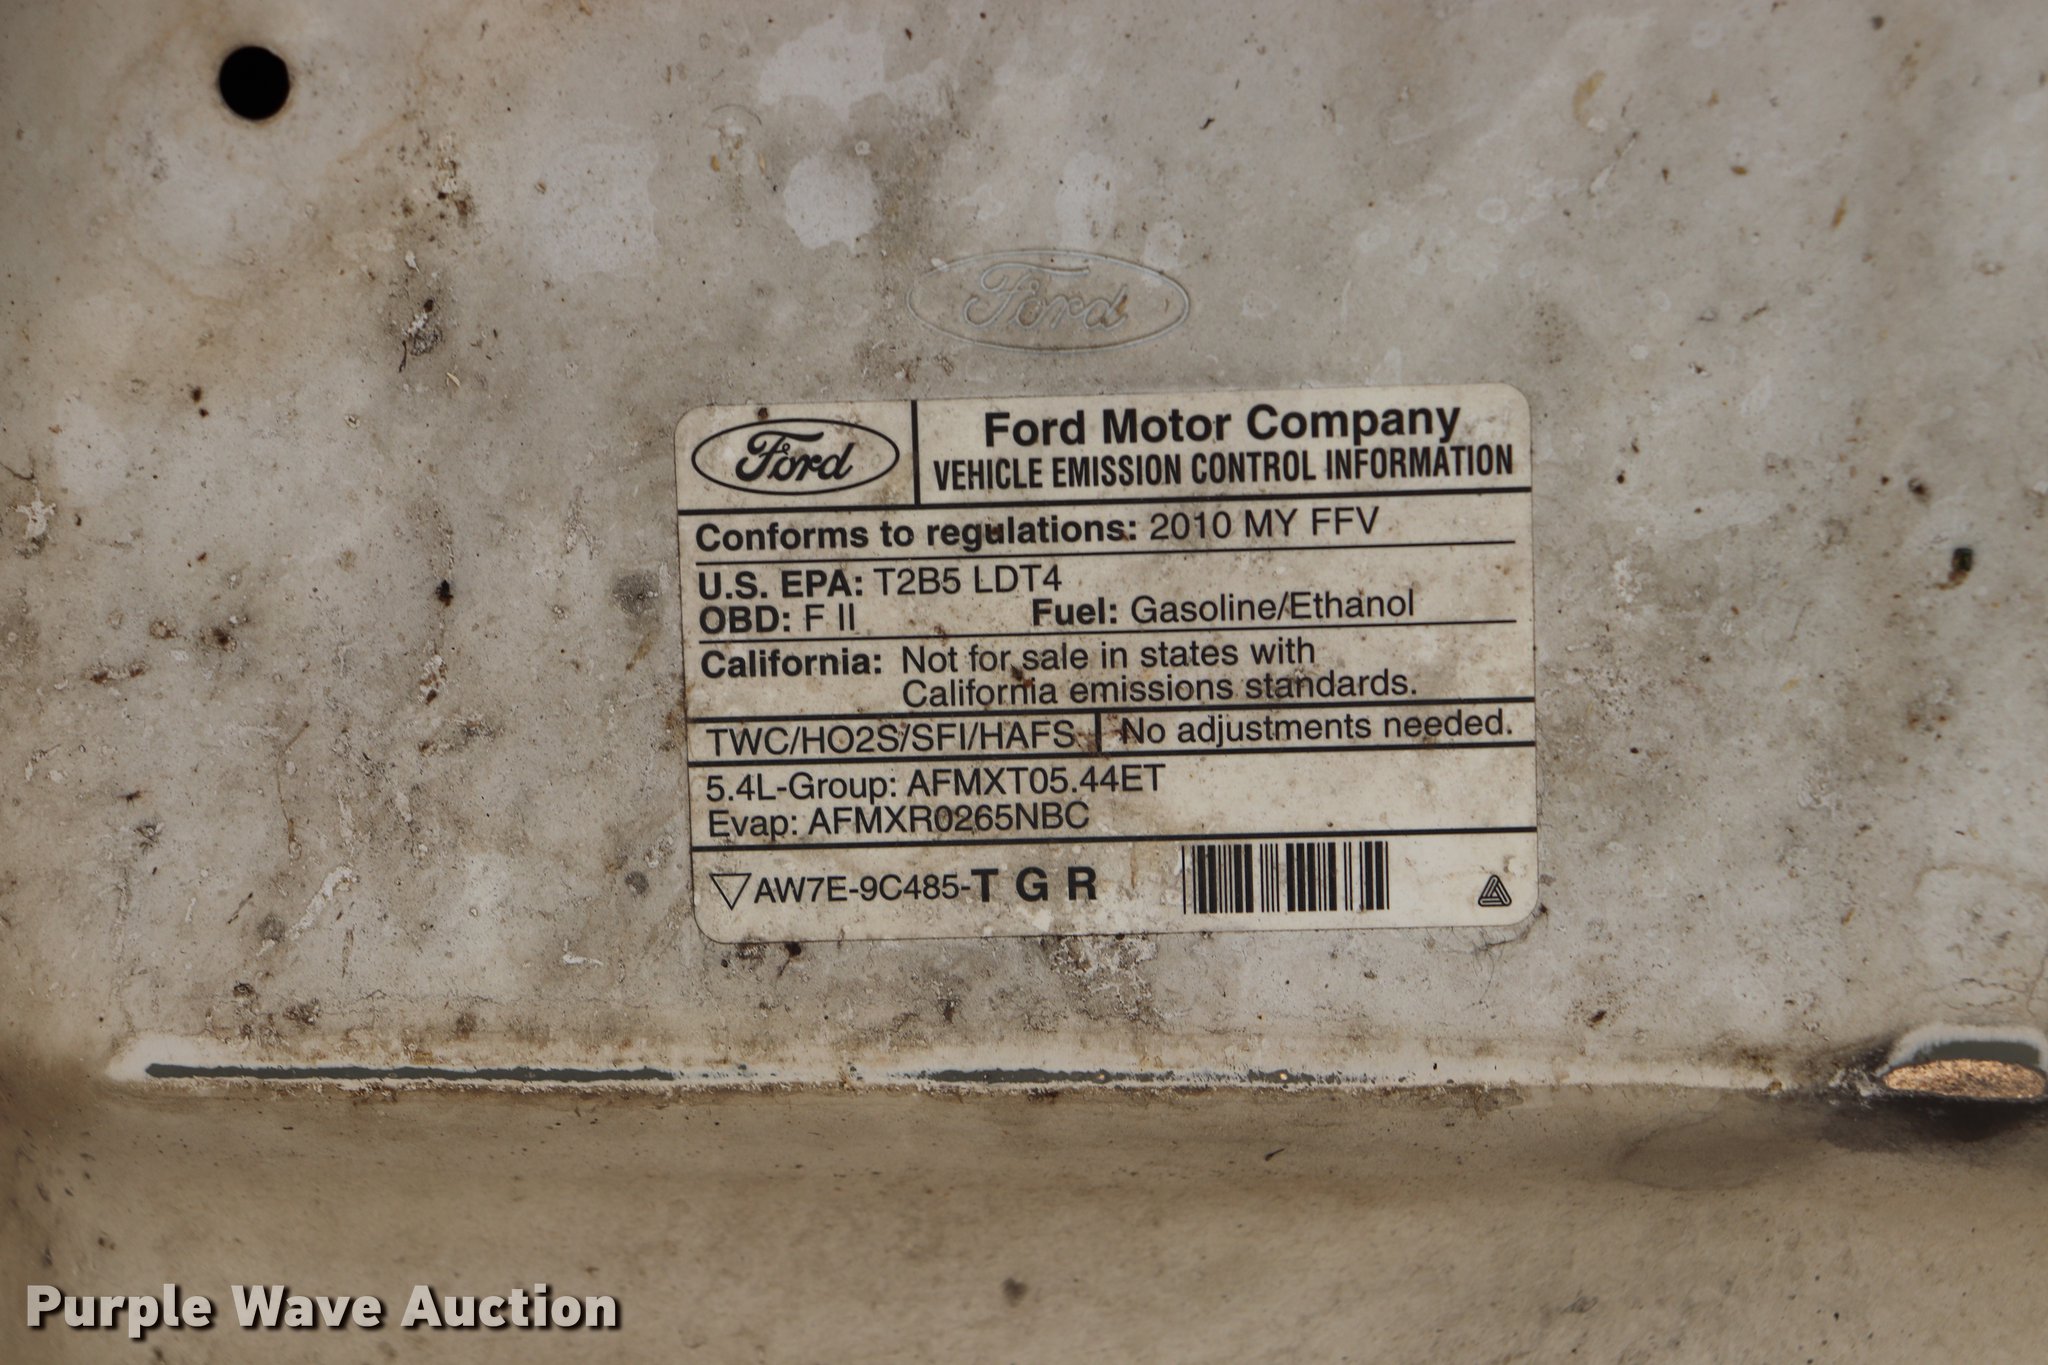 Ford
Ford
Ford Motor Company
VEHICLE EMISSION CONTROL INFORMATION
Conforms to regulations: 2010 MY FFV
U.S. EPA: T2B5 LDT4
OBD: F II Fuel: Gasoline/Ethanol
California: Not for sale in states with
California emissions standards.
TWC/HO2S/SFI/HAFS No adjustments needed.
5.4L-Group: AFMXT05.44ET
Evap: AFMXR0265NBC
AW7E-9C485-T G R
Purple Wave Auction